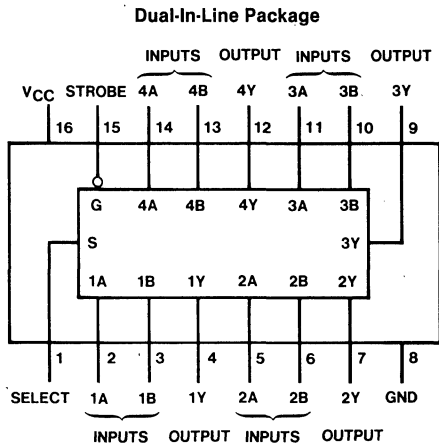 Dual-In-Line Package
INPUTS OUTPUT INPUTS OUTPUT
VCC STROBE 4A 4B 4Y 3A 3B 3Y
16 15 14 13 12 11 10 9
G 4A 4B 4Y 3A 3B
S 3Y
1A 1B 1Y 2A 2B 2Y
1 2 3 4 5 6 7 8
SELECT 1A 1B 1Y 2A 2B 2Y GND
INPUTS OUTPUT INPUTS OUTPUT